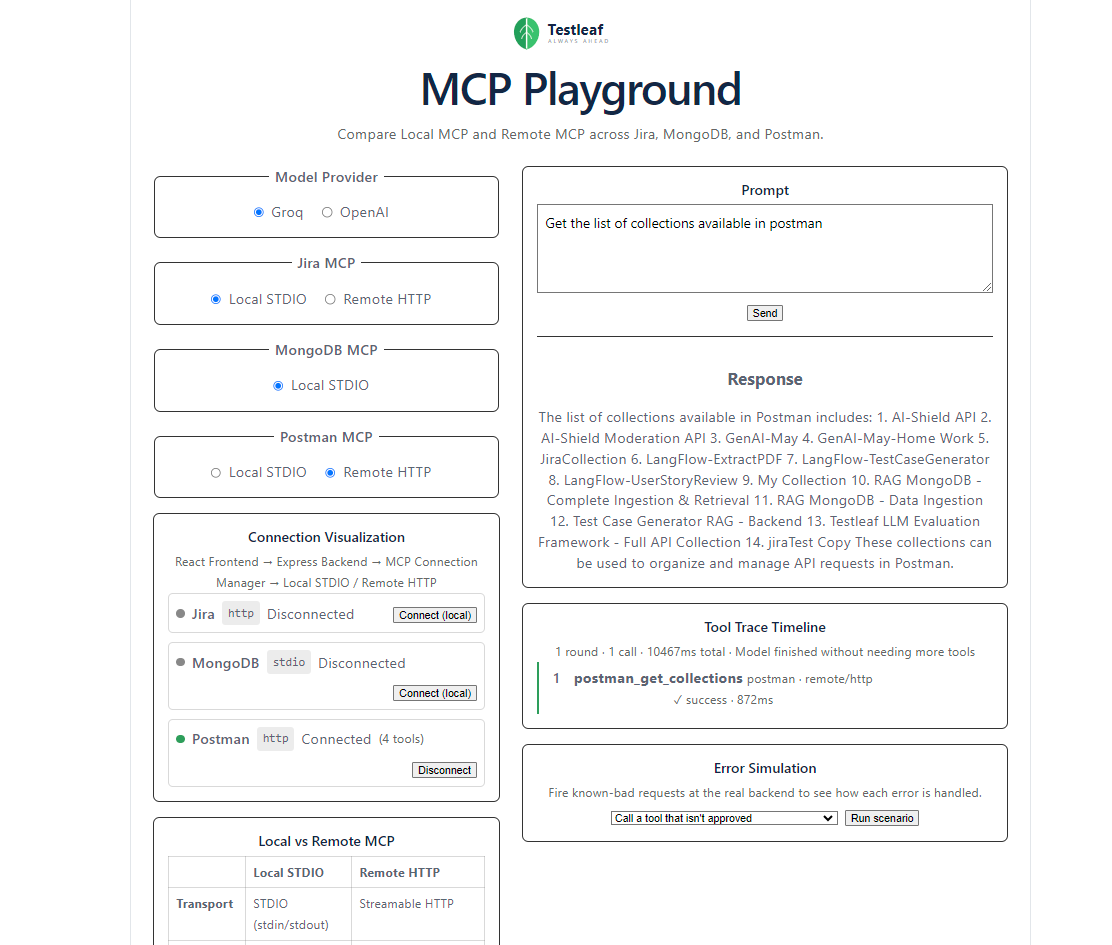 Testleaf
ALWAYS AHEAD
MCP Playground
Compare Local MCP and Remote MCP across Jira, MongoDB, and Postman.
Model Provider
Groq OpenAI
Jira MCP
Local STDIO Remote HTTP
MongoDB MCP
Local STDIO
Postman MCP
Local STDIO Remote HTTP
Connection Visualization
React Frontend → Express Backend → MCP Connection
Manager → Local STDIO / Remote HTTP
Jira http Disconnected Connect (local)
MongoDB stdio Disconnected
Connect (local)
Postman http Connected (4 tools)
Disconnect
Local vs Remote MCP
Local STDIO Remote HTTP
Transport STDIO Streamable HTTP
(stdin/stdout)
Prompt
Get the list of collections available in postman
Send
Response
The list of collections available in Postman includes: 1. AI-Shield API 2.
AI-Shield Moderation API 3. GenAI-May 4. GenAI-May-Home Work 5.
JiraCollection 6. LangFlow-ExtractPDF 7. LangFlow-TestCaseGenerator
8. LangFlow-UserStoryReview 9. My Collection 10. RAG MongoDB -
Complete Ingestion & Retrieval 11. RAG MongoDB - Data Ingestion
12. Test Case Generator RAG - Backend 13. Testleaf LLM Evaluation
Framework - Full API Collection 14. jiraTest Copy These collections can
be used to organize and manage API requests in Postman.
Tool Trace Timeline
1 round · 1 call · 10467ms total · Model finished without needing more tools
1 postman_get_collections postman · remote/http
✓ success · 872ms
Error Simulation
Fire known-bad requests at the real backend to see how each error is handled.
Call a tool that isn't approved Run scenario